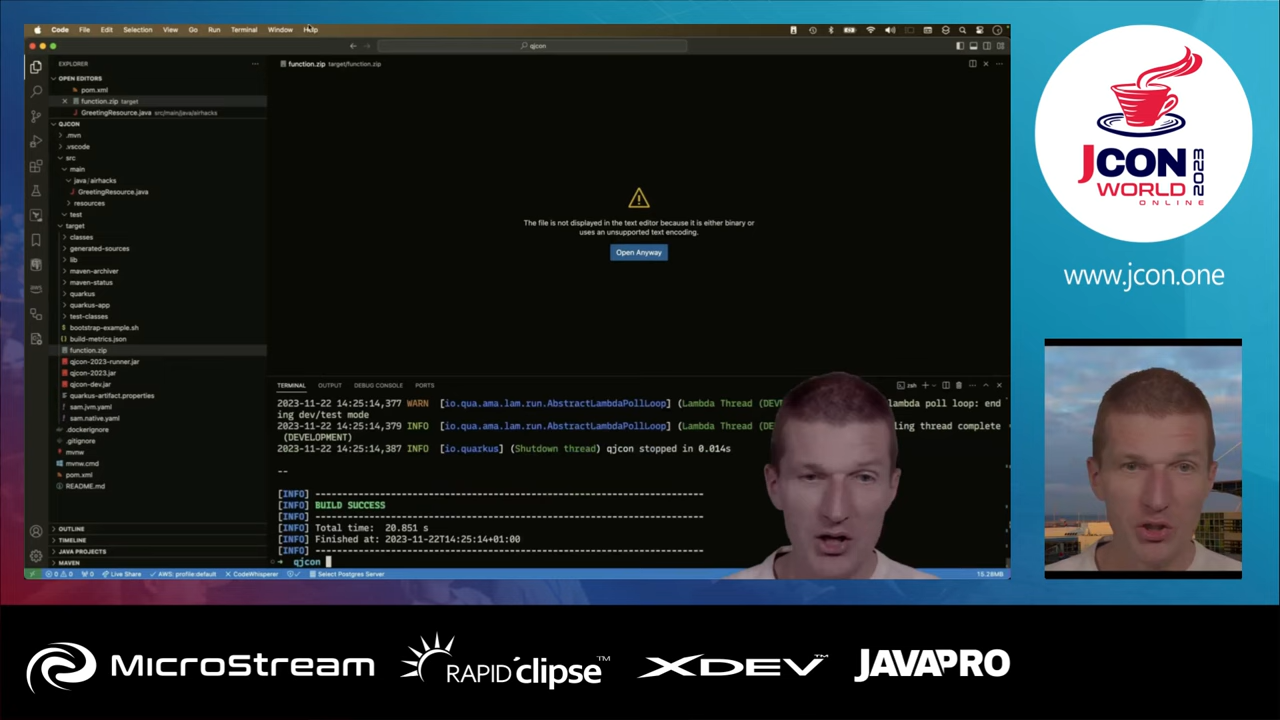 Code File Edit Selection View Go Run Terminal Window Help
qjcon
EXPLORER
OPEN EDITORS
pom.xml
function.zip target
GreetingResource.java src/main/java/airhacks
QJCON
.mvn
.vscode
src
main
java/airhacks
GreetingResource.java
resources
test
target
classes
generated-sources
lib
maven-archiver
maven-status
quarkus
quarkus-app
test-classes
bootstrap-example.sh
build-metrics.json
function.zip
qjcon-2023-runner.jar
qjcon-2023.jar
qjcon-dev.jar
quarkus-artifact.properties
sam.jvm.yaml
sam.native.yaml
.dockerignore
.gitignore
mvnw
mvnw.cmd
pom.xml
README.md
OUTLINE
TIMELINE
JAVA PROJECTS
MAVEN
function.zip target/function.zip
The file is not displayed in the text editor because it is either binary or
uses an unsupported text encoding.
Open Anyway
TERMINAL OUTPUT DEBUG CONSOLE PORTS
zsh
2023-11-22 14:25:14,377 WARN [io.qua.ama.lam.run.AbstractLambdaPollLoop] (Lambda Thread (DEV lambda poll loop: end
ing dev/test mode
2023-11-22 14:25:14,379 INFO [io.qua.ama.lam.run.AbstractLambdaPollLoop] (Lambda Thread (DEV ling thread complete
(DEVELOPMENT)
2023-11-22 14:25:14,387 INFO [io.quarkus] (Shutdown thread) qjcon stopped in 0.014s
--
[INFO] ------------------------------------------------------------------------
[INFO] BUILD SUCCESS
[INFO] ------------------------------------------------------------------------
[INFO] Total time: 20.851 s
[INFO] Finished at: 2023-11-22T14:25:14+01:00
[INFO] ------------------------------------------------------------------------
qjcon
0 0 0 Live Share AWS: profile:default CodeWhisperer Select Postgres Server 15.28MB
JCON
WORLD
ONLINE
2023
www.jcon.one
MicroStream
RAPID'clipse™
XDEV™
JAVAPRO